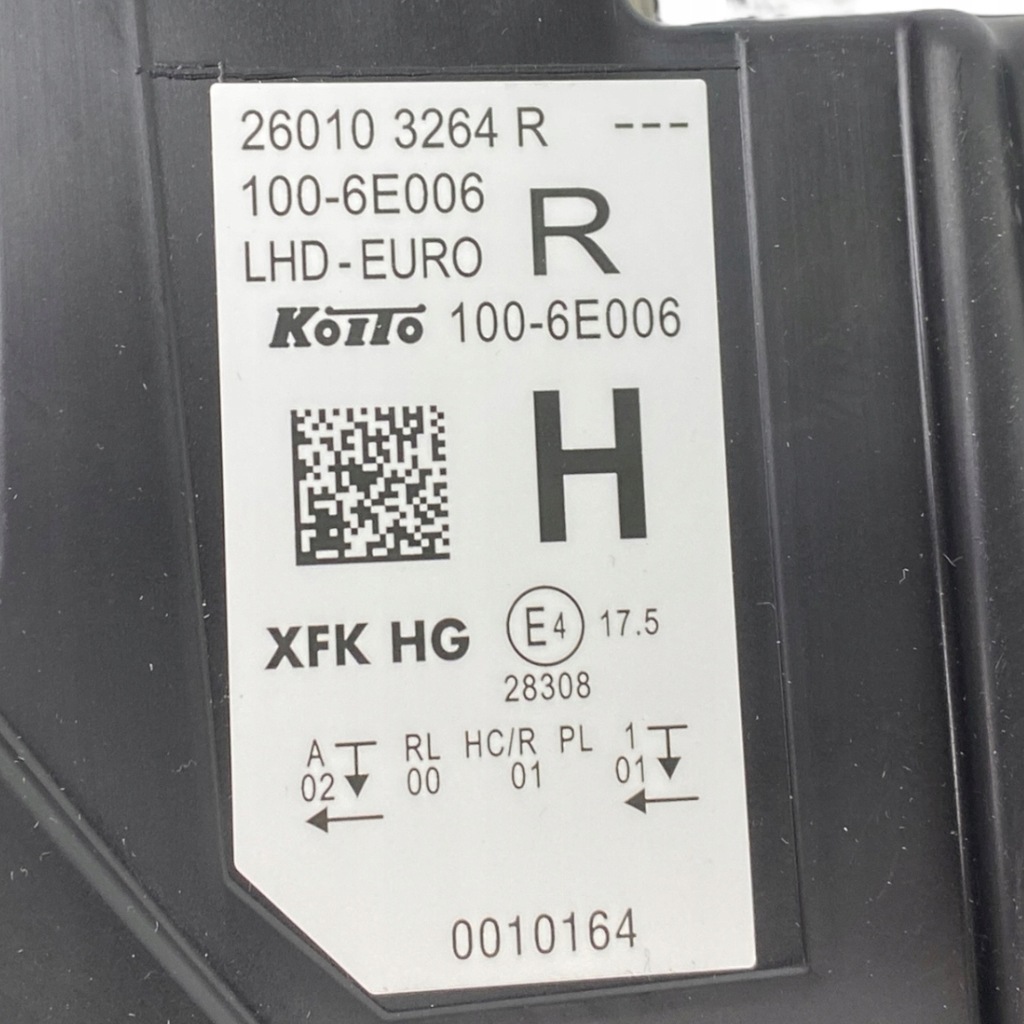 26010 3264 R ---
100-6E006
R
LHD-EURO
KOITO 100-6E006
H
XFK HG E4 17.5
28308
A RL HC/R PL 1
02 00 01 01
0010164